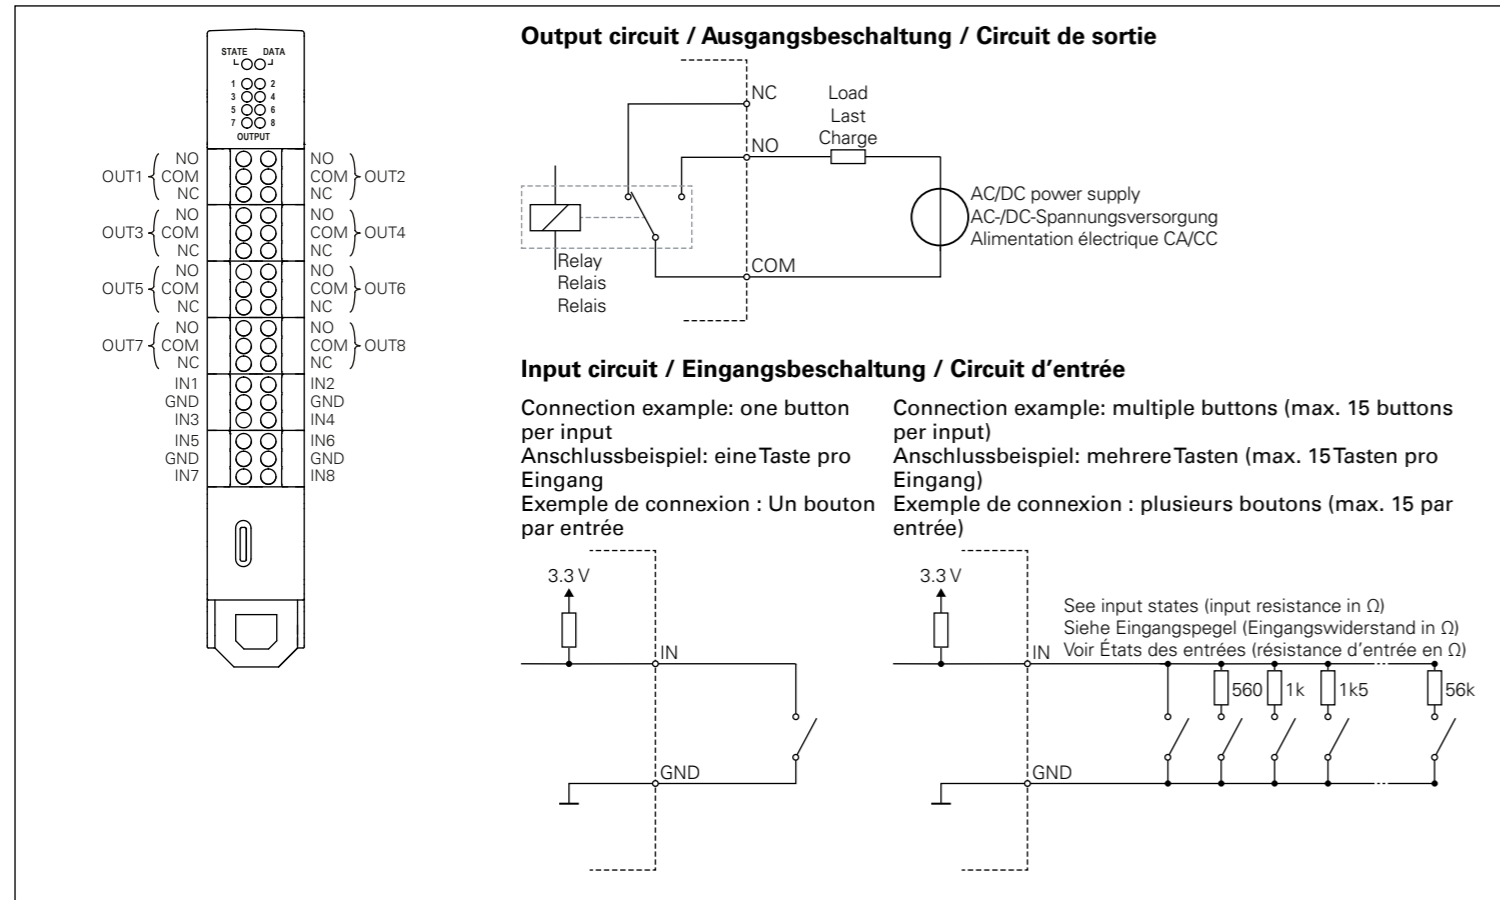 STATE DATA
1 2
3 4
5 6
7 8
OUTPUT
NO NO
OUT1 COM COM OUT2
NC NC
NO NO
OUT3 COM COM OUT4
NC NC
NO NO
OUT5 COM COM OUT6
NC NC
NO NO
OUT7 COM COM OUT8
NC NC
IN1 IN2
GND GND
IN3 IN4
IN5 IN6
GND GND
IN7 IN8
Output circuit / Ausgangsbeschaltung / Circuit de sortie
NC
Load
Last
Charge
NO
AC/DC power supply
AC-/DC-Spannungsversorgung
Alimentation électrique CA/CC
COM
Relay
Relais
Relais
Input circuit / Eingangsbeschaltung / Circuit d’entrée
Connection example: one button
per input
Anschlussbeispiel: eine Taste pro
Eingang
Exemple de connexion : Un bouton
par entrée
3.3 V
IN
GND
Connection example: multiple buttons (max. 15 buttons
per input)
Anschlussbeispiel: mehrere Tasten (max. 15 Tasten pro
Eingang)
Exemple de connexion : plusieurs boutons (max. 15 par
entrée)
3.3 V
See input states (input resistance in Ω)
Siehe Eingangspegel (Eingangswiderstand in Ω)
Voir États des entrées (résistance d’entrée en Ω)
IN
560 1k 1k5 56k
GND